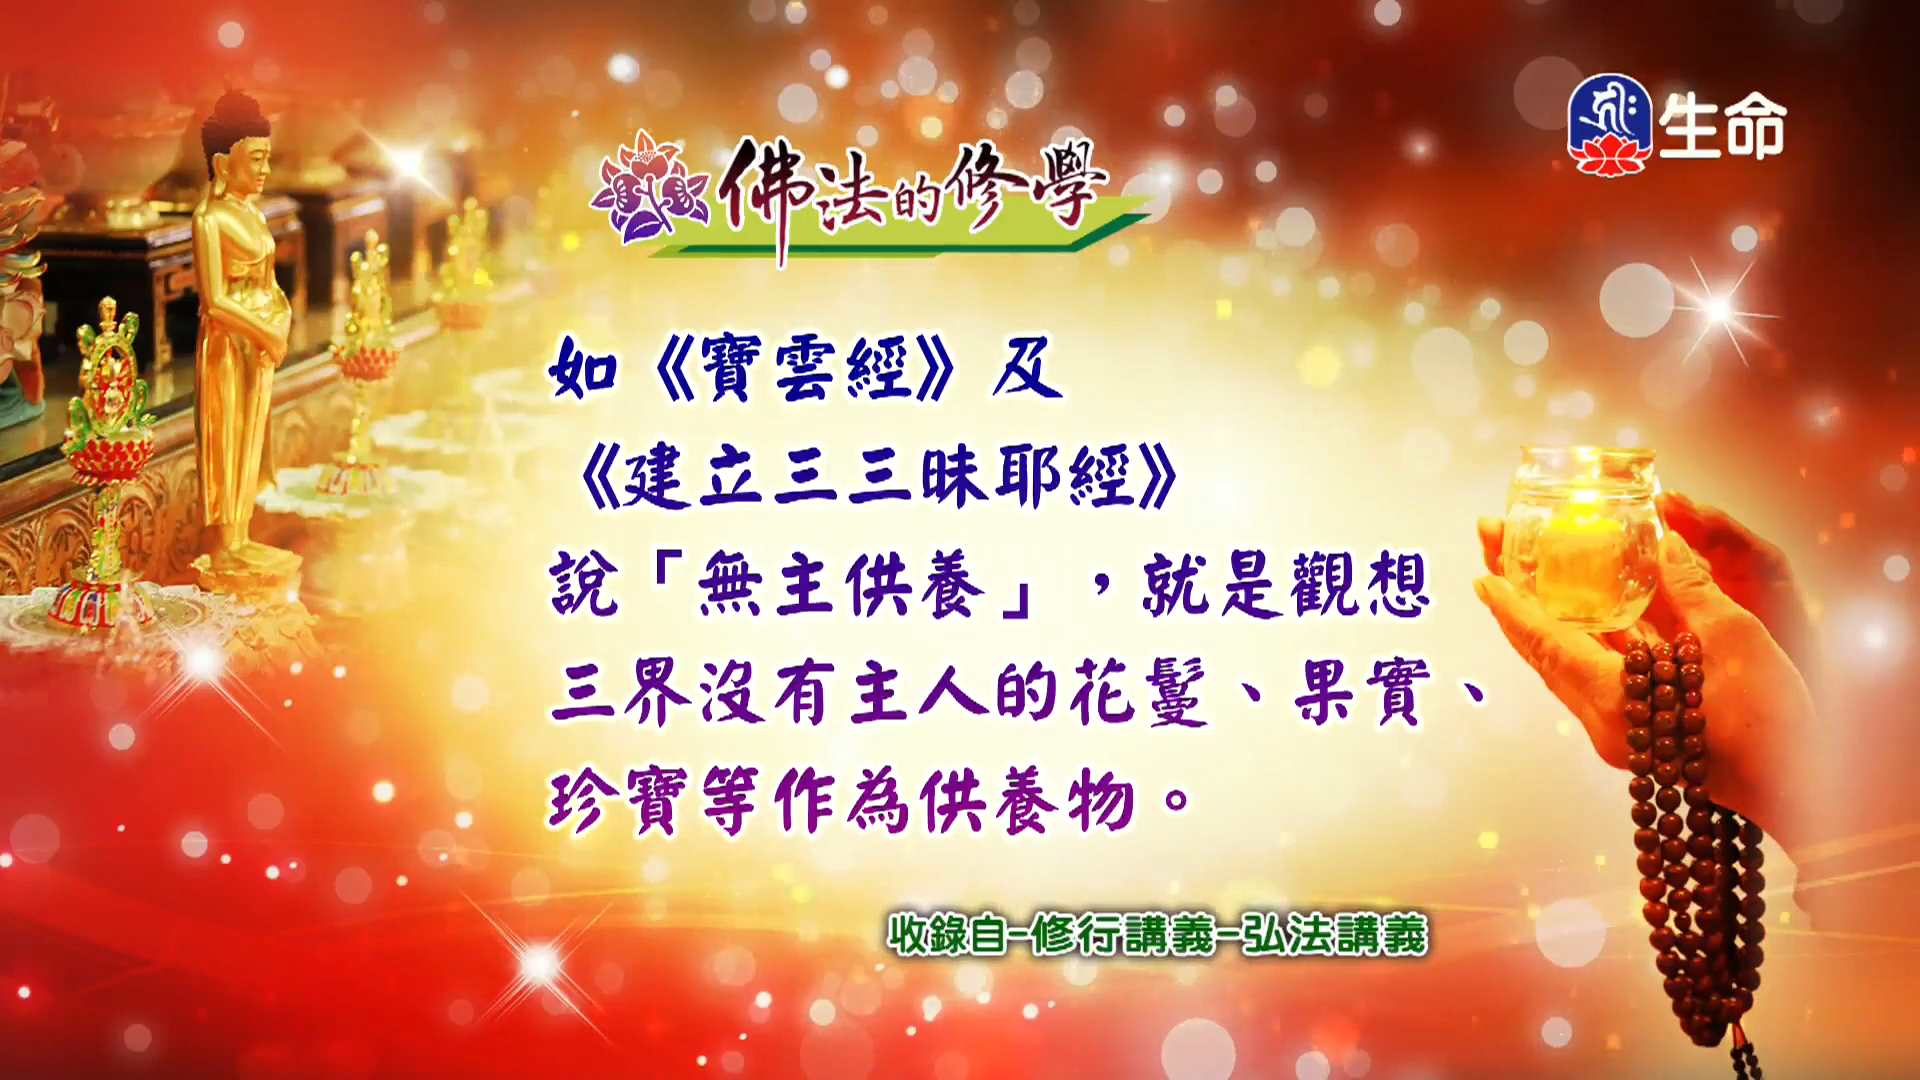 生命
佛法的修學
如《寶雲經》及
《建立三三昧耶經》
說「無主供養」，就是觀想
三界沒有主人的花鬘、果實、
珍寶等作為供養物。
收錄自-修行講義-弘法講義